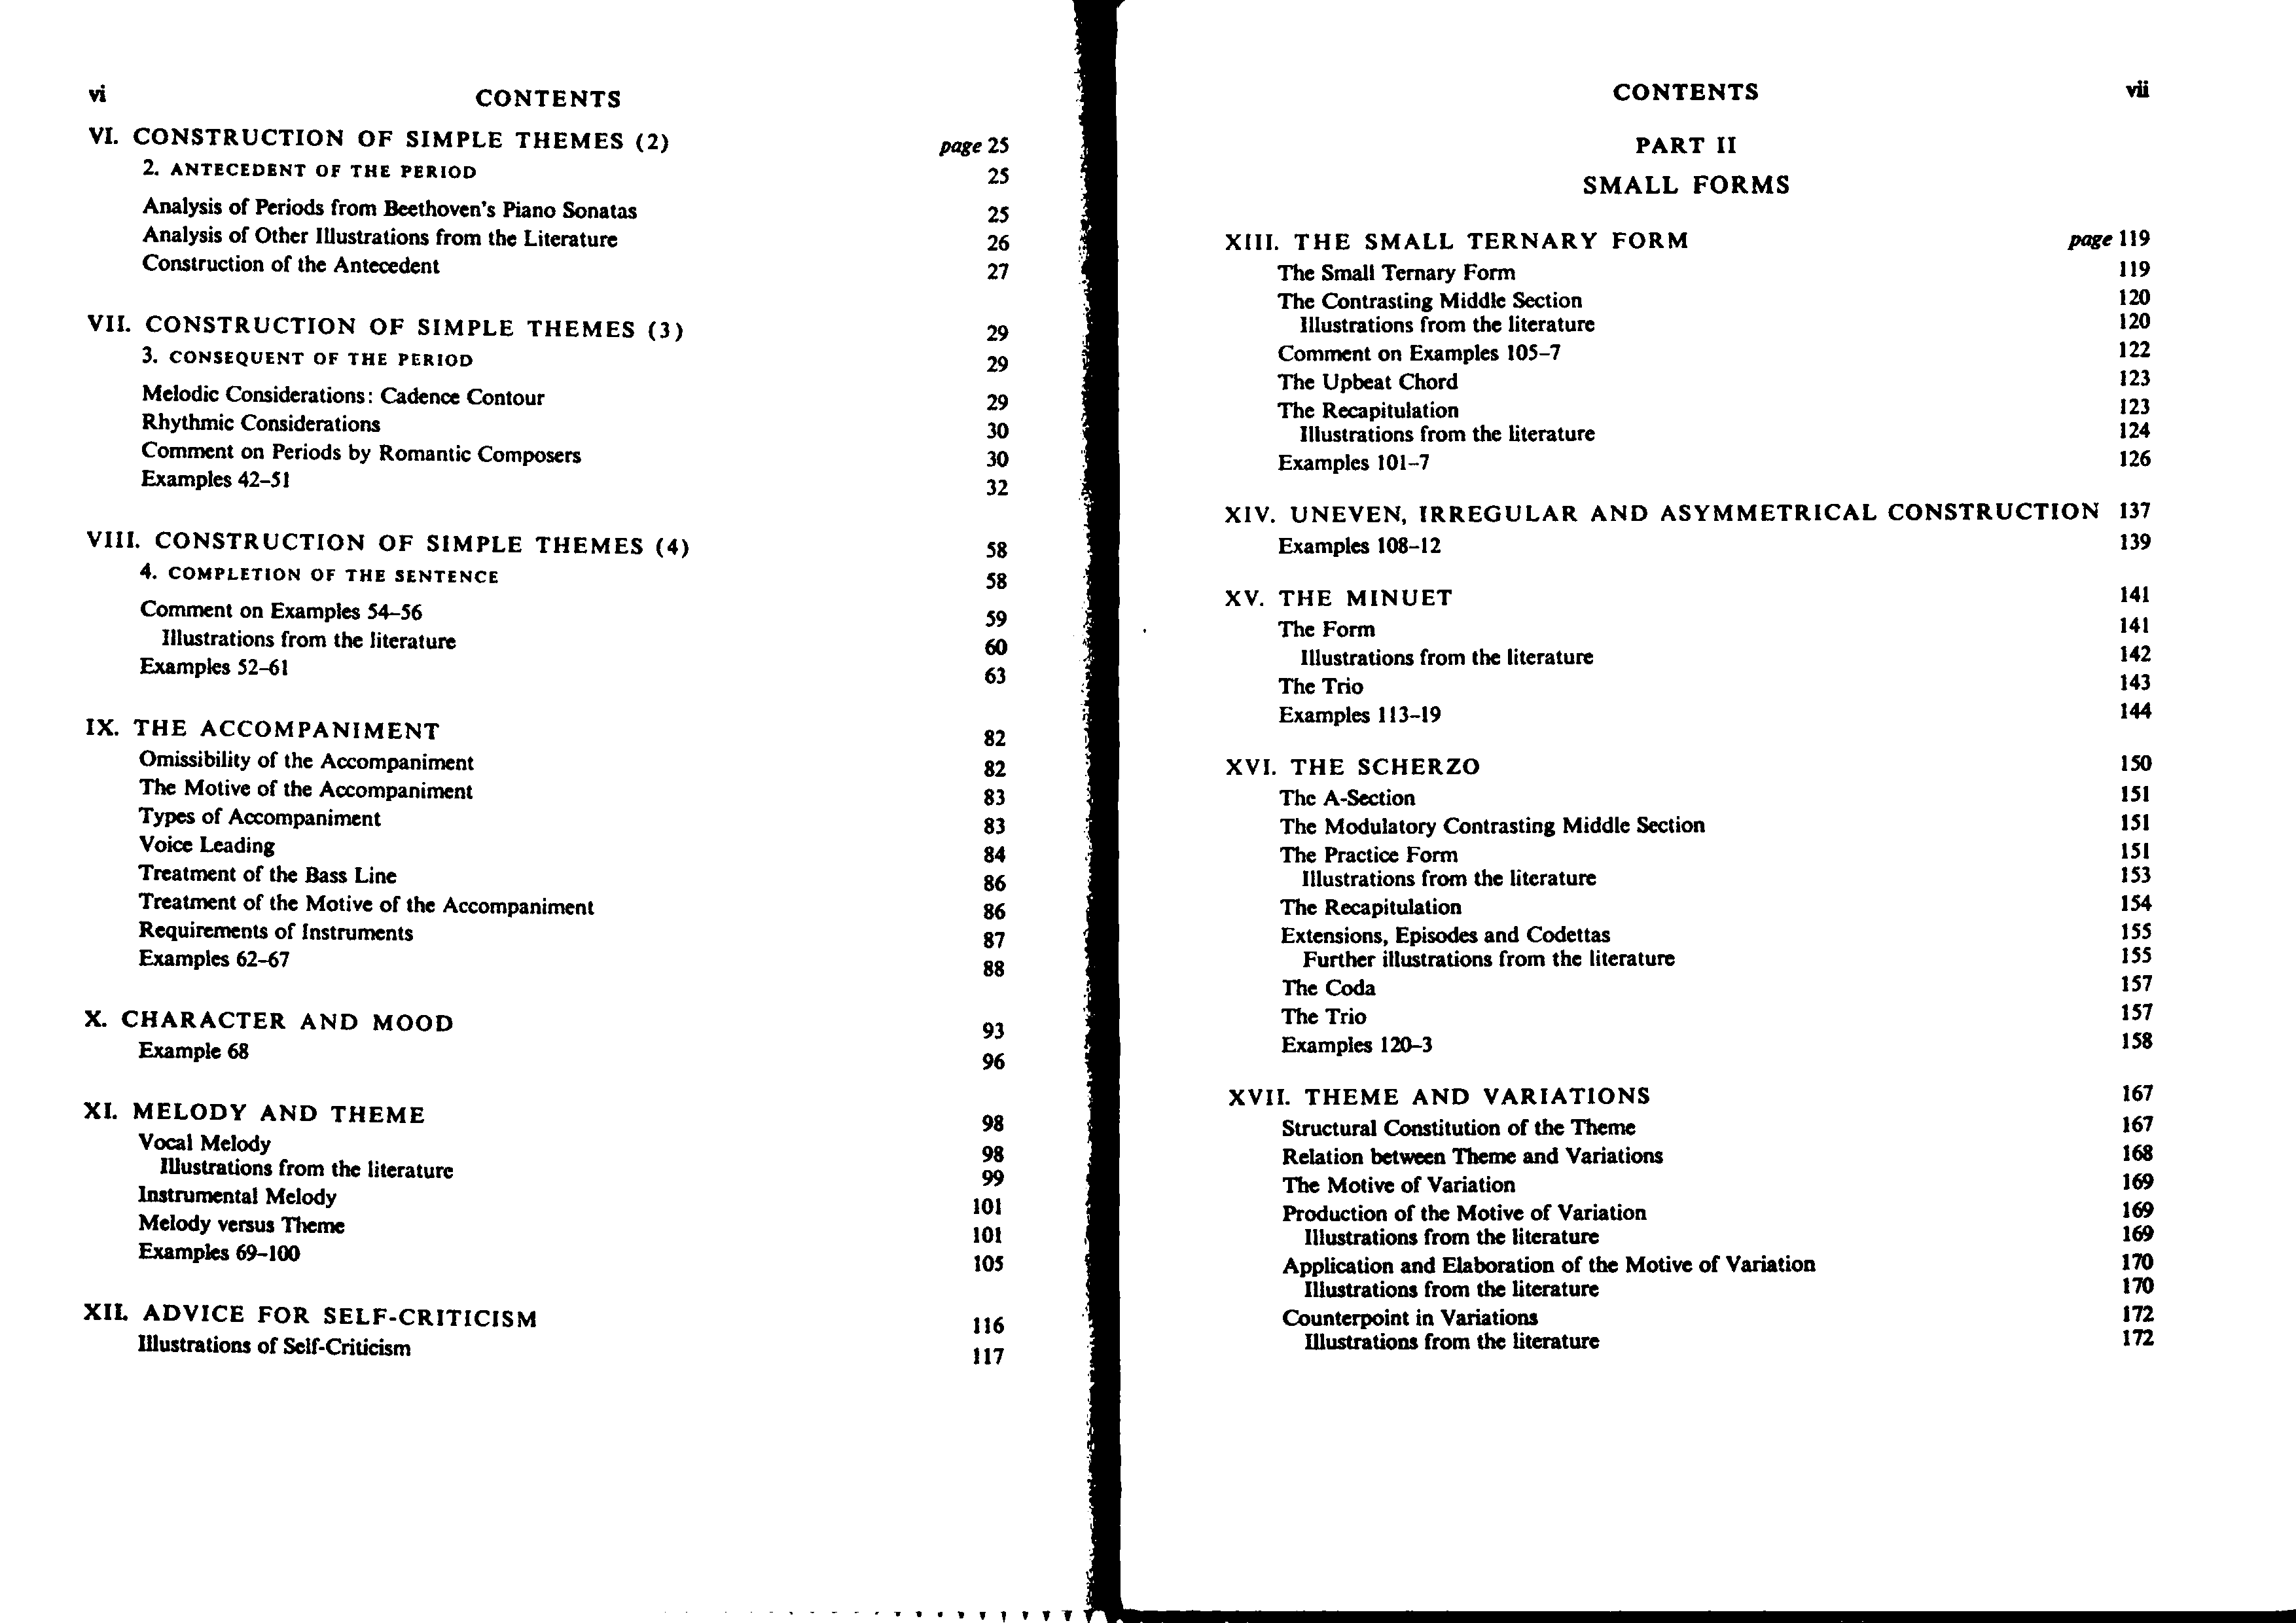 vi CONTENTS
VI. CONSTRUCTION OF SIMPLE THEMES (2) page 25
2. ANTECEDENT OF THE PERIOD 25
Analysis of Periods from Beethoven's Piano Sonatas 25
Analysis of Other Illustrations from the Literature 26
Construction of the Antecedent 27
VII. CONSTRUCTION OF SIMPLE THEMES (3) 29
3. CONSEQUENT OF THE PERIOD 29
Melodic Considerations: Cadence Contour 29
Rhythmic Considerations 30
Comment on Periods by Romantic Composers 30
Examples 42–51 32
VIII. CONSTRUCTION OF SIMPLE THEMES (4) 58
4. COMPLETION OF THE SENTENCE 58
Comment on Examples 54–56 59
Illustrations from the literature 60
Examples 52–61 63
IX. THE ACCOMPANIMENT 82
Omissibility of the Accompaniment 82
The Motive of the Accompaniment 83
Types of Accompaniment 83
Voice Leading 84
Treatment of the Bass Line 86
Treatment of the Motive of the Accompaniment 86
Requirements of Instruments 87
Examples 62–67 88
X. CHARACTER AND MOOD 93
Example 68 96
XI. MELODY AND THEME 98
Vocal Melody 98
Illustrations from the literature 99
Instrumental Melody 101
Melody versus Theme 101
Examples 69–100 105
XII. ADVICE FOR SELF-CRITICISM 116
Illustrations of Self-Criticism 117
CONTENTS vii
PART II
SMALL FORMS
XIII. THE SMALL TERNARY FORM page 119
The Small Ternary Form 119
The Contrasting Middle Section 120
Illustrations from the literature 120
Comment on Examples 105–7 122
The Upbeat Chord 123
The Recapitulation 123
Illustrations from the literature 124
Examples 101–7 126
XIV. UNEVEN, IRREGULAR AND ASYMMETRICAL CONSTRUCTION 137
Examples 108–12 139
XV. THE MINUET 141
The Form 141
Illustrations from the literature 142
The Trio 143
Examples 113–19 144
XVI. THE SCHERZO 150
The A-Section 151
The Modulatory Contrasting Middle Section 151
The Practice Form 151
Illustrations from the literature 153
The Recapitulation 154
Extensions, Episodes and Codettas 155
Further illustrations from the literature 155
The Coda 157
The Trio 157
Examples 120–3 158
XVII. THEME AND VARIATIONS 167
Structural Constitution of the Theme 167
Relation between Theme and Variations 168
The Motive of Variation 169
Production of the Motive of Variation 169
Illustrations from the literature 169
Application and Elaboration of the Motive of Variation 170
Illustrations from the literature 170
Counterpoint in Variations 172
Illustrations from the literature 172